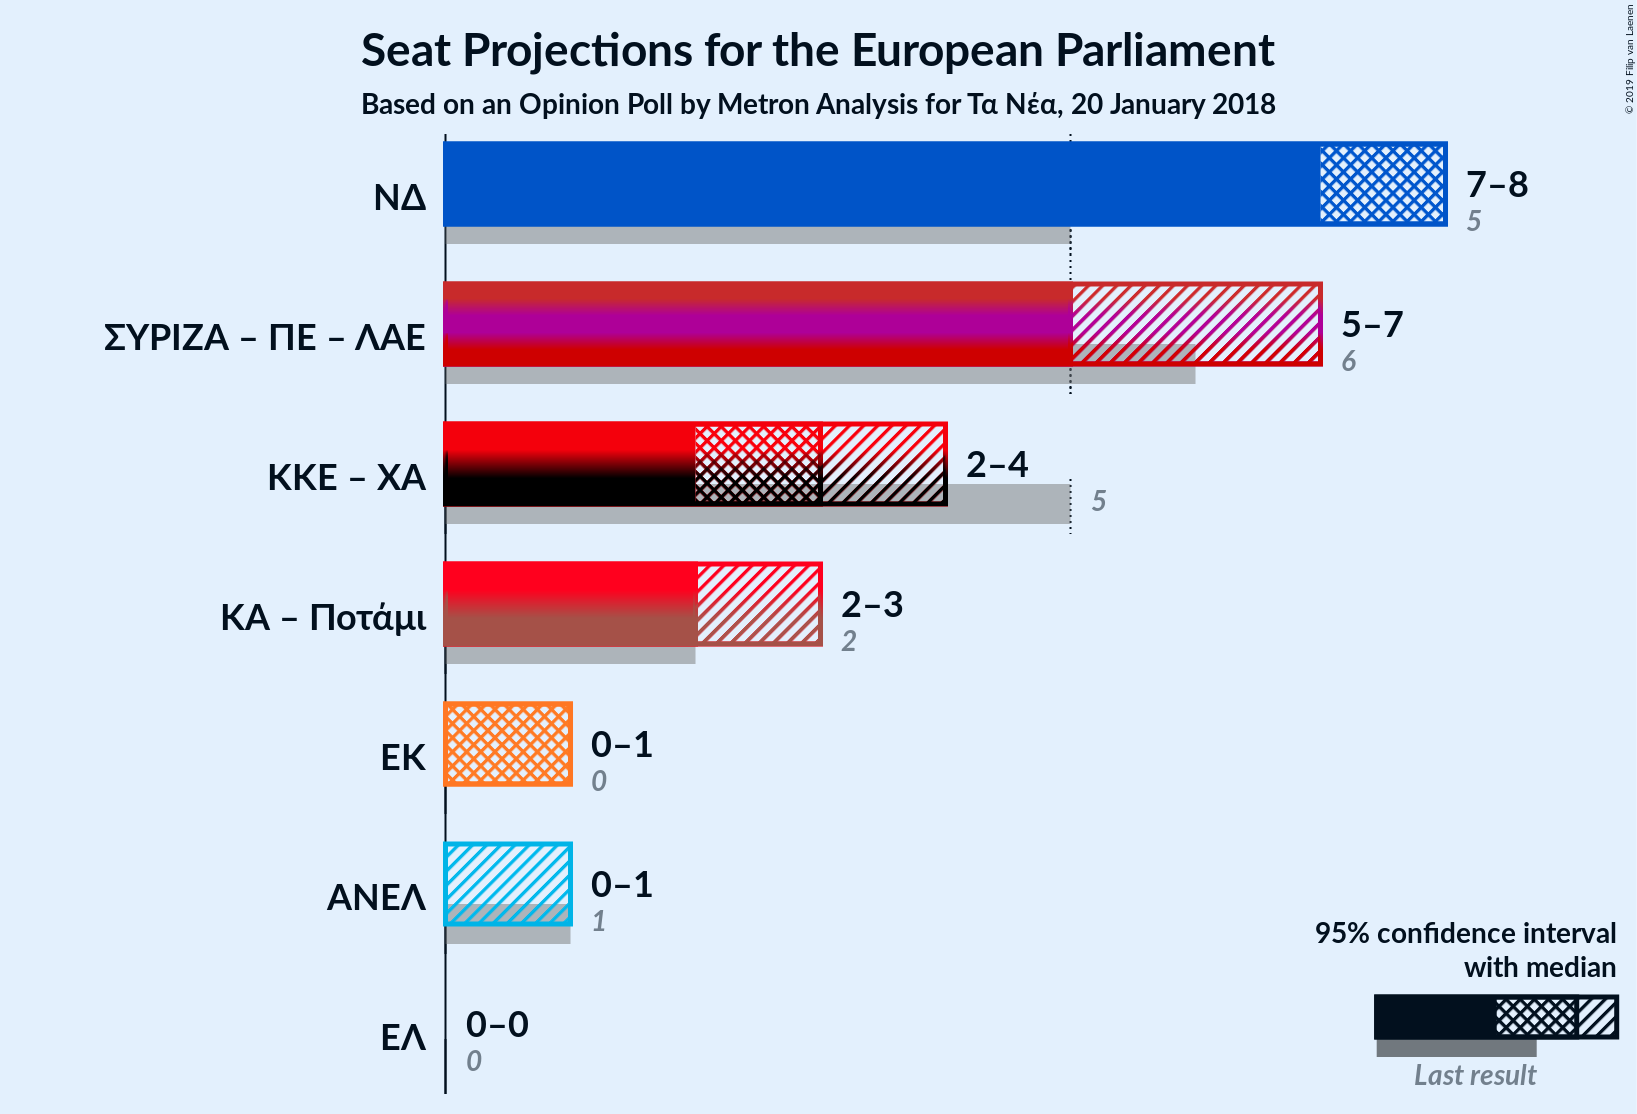 Seat Projections for the European Parliament
Based on an Opinion Poll by Metron Analysis for Τα Νέα, 20 January 2018
© 2019 Filip van Laenen
ΝΔ
7–8
5
ΣΥΡΙΖΑ – ΠΕ – ΛΑΕ
5–7
6
ΚΚΕ – ΧΑ
2–4
5
ΚΑ – Ποτάμι
2–3
2
ΕΚ
0–1
0
ΑΝΕΛ
0–1
1
ΕΛ
0–0
0
95% confidence interval
with median
Last result